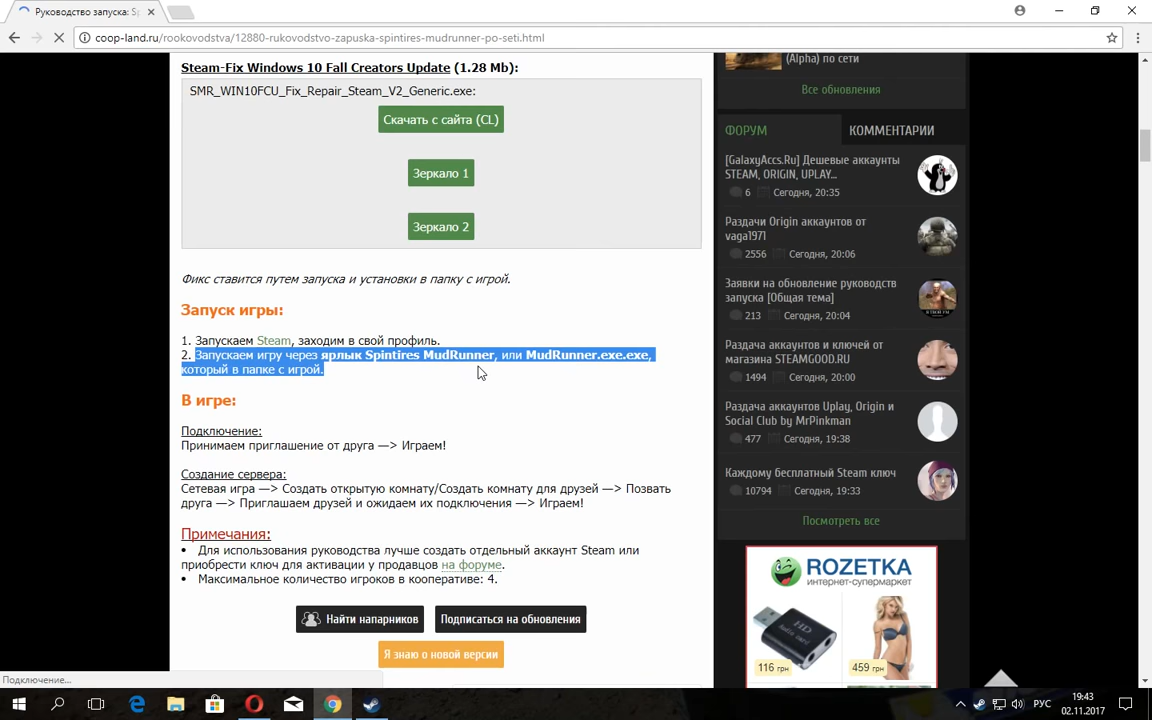 Руководство запуска: Sp
coop-land.ru/rookovodstva/12880-rukovodstvo-zapuska-spintires-mudrunner-po-seti.html
Steam-Fix Windows 10 Fall Creators Update (1.28 Mb):
SMR_WIN10FCU_Fix_Repair_Steam_V2_Generic.exe:
Скачать с сайта (CL)
Зеркало 1
Зеркало 2
Фикс ставится путем запуска и установки в папку с игрой.
Запуск игры:
1. Запускаем Steam, заходим в свой профиль.
2. Запускаем игру через ярлык Spintires MudRunner, или MudRunner.exe.exe,
который в папке с игрой.
В игре:
Подключение:
Принимаем приглашение от друга —> Играем!
Создание сервера:
Сетевая игра —> Создать открытую комнату/Создать комнату для друзей —> Позвать
друга —> Приглашаем друзей и ожидаем их подключения —> Играем!
Примечания:
• Для использования руководства лучше создать отдельный аккаунт Steam или
приобрести ключ для активации у продавцов на форуме.
• Максимальное количество игроков в кооперативе: 4.
Найти напарников
Подписаться на обновления
Я знаю о новой версии
(Alpha) по сети
Все обновления
ФОРУМ
КОММЕНТАРИИ
[GalaxyAccs.Ru] Дешевые аккаунты
STEAM, ORIGIN, UPLAY...
6 Сегодня, 20:35
Раздачи Origin аккаунтов от
vaga1971
2556 Сегодня, 20:06
Заявки на обновление руководств
запуска [Общая тема]
213 Сегодня, 20:04
Раздача аккаунтов и ключей от
магазина STEAMGOOD.RU
1494 Сегодня, 20:00
Раздача аккаунтов Uplay, Origin и
Social Club by MrPinkman
477 Сегодня, 19:38
Каждому бесплатный Steam ключ
10794 Сегодня, 19:33
Посмотреть все
ROZETKA
интернет-супермаркет
HD
116 грн
459 грн
Подключение...
РУС
19:43
02.11.2017